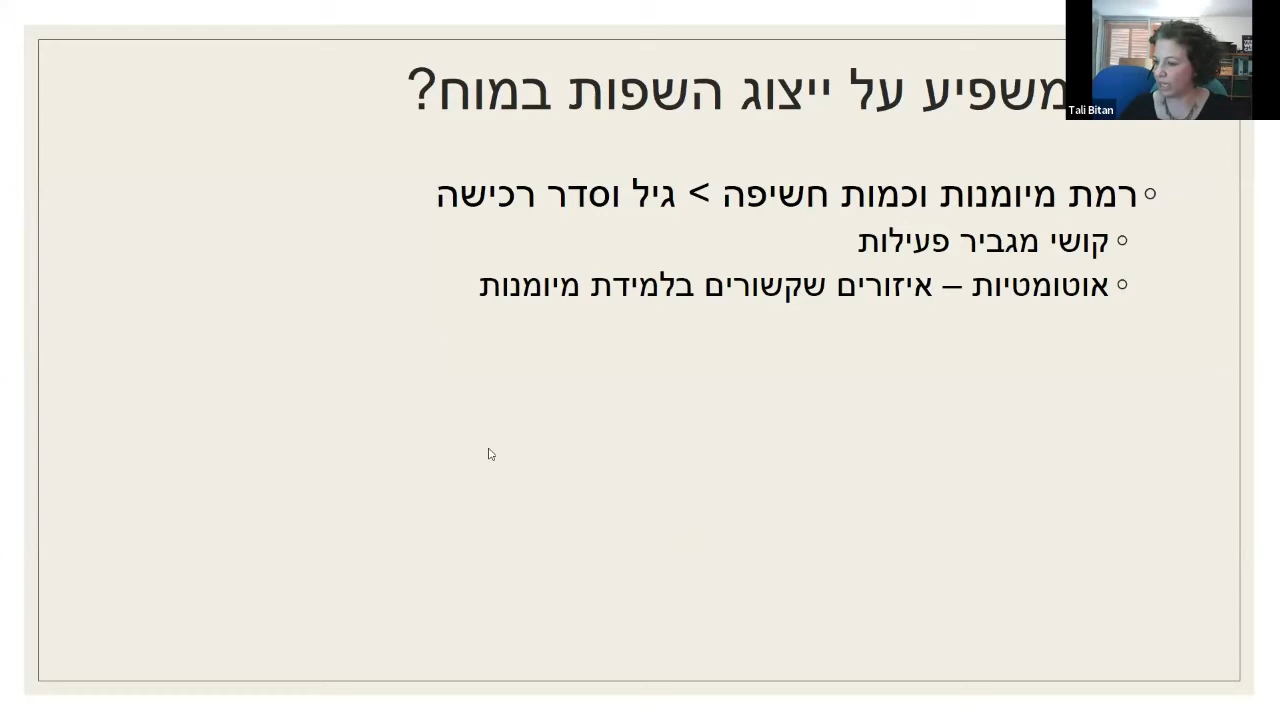 משפיע על ייצוג השפות במוח?
Tali Bitan
◦ רמת מיומנות וכמות חשיפה > גיל וסדר רכישה
◦ קושי מגביר פעילות
◦ אוטומטיות – איזורים שקשורים בלמידת מיומנות